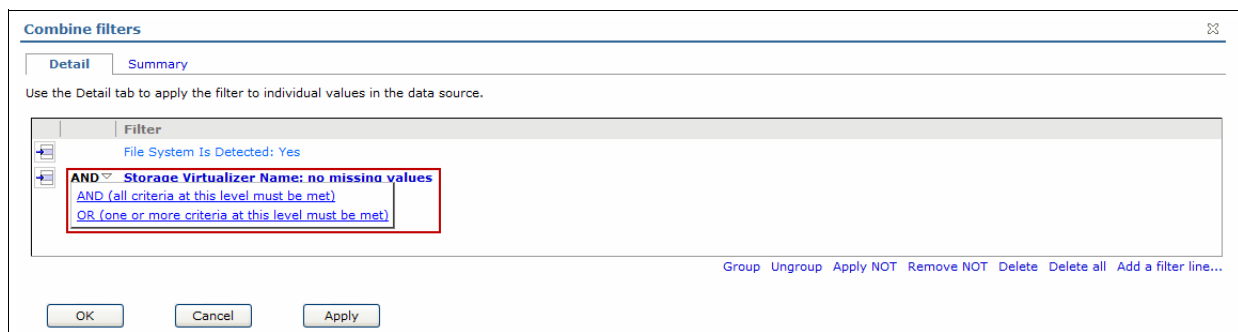 Combine filters
Detail Summary
Use the Detail tab to apply the filter to individual values in the data source.
Filter
File System Is Detected: Yes
AND Storage Virtualizer Name: no missing values
AND (all criteria at this level must be met)
OR (one or more criteria at this level must be met)
Group Ungroup Apply NOT Remove NOT Delete Delete all Add a filter line...
OK Cancel Apply